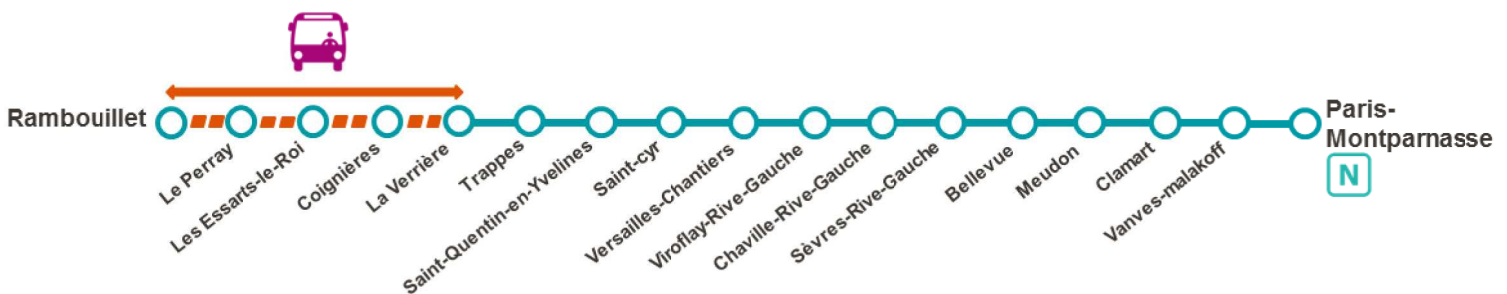 Rambouillet
Le Perray
Les Essarts-le-Roi
Coignières
La Verrière
Trappes
Saint-Quentin-en-Yvelines
Saint-cyr
Versailles-Chantiers
Viroflay-Rive-Gauche
Chaville-Rive-Gauche
Sèvres-Rive-Gauche
Bellevue
Meudon
Clamart
Vanves-malakoff
Paris-
Montparnasse
N